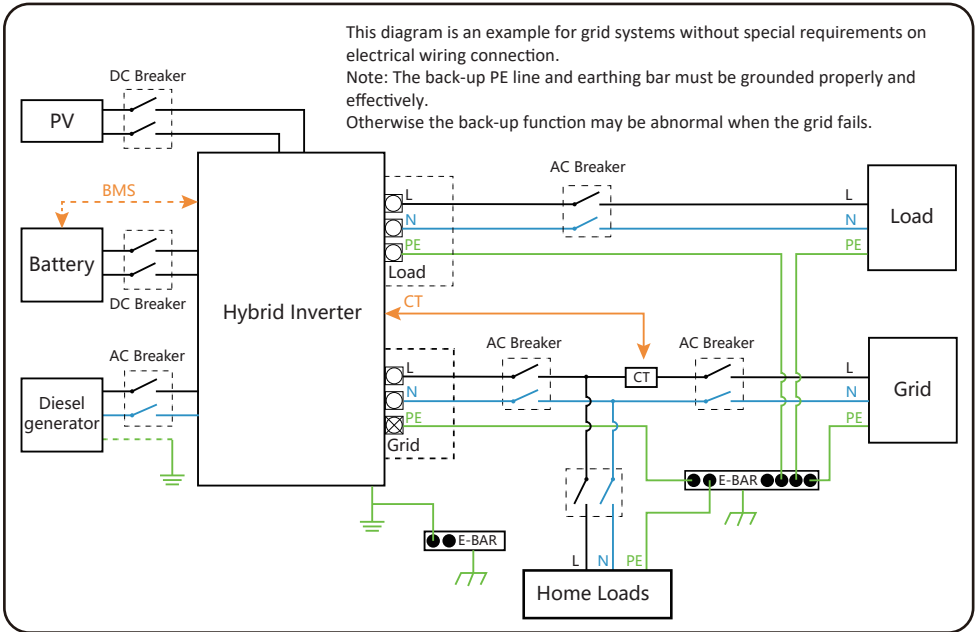 This diagram is an example for grid systems without special requirements on
electrical wiring connection.
Note: The back-up PE line and earthing bar must be grounded properly and
effectively.
Otherwise the back-up function may be abnormal when the grid fails.
DC Breaker
PV
BMS
Battery
DC Breaker
AC Breaker
Diesel
generator
Hybrid Inverter
L
N
PE
Load
AC Breaker
L
N
PE
Load
CT
L
N
PE
Grid
AC Breaker
CT
AC Breaker
L
N
PE
Grid
E-BAR
E-BAR
L
N
PE
Home Loads